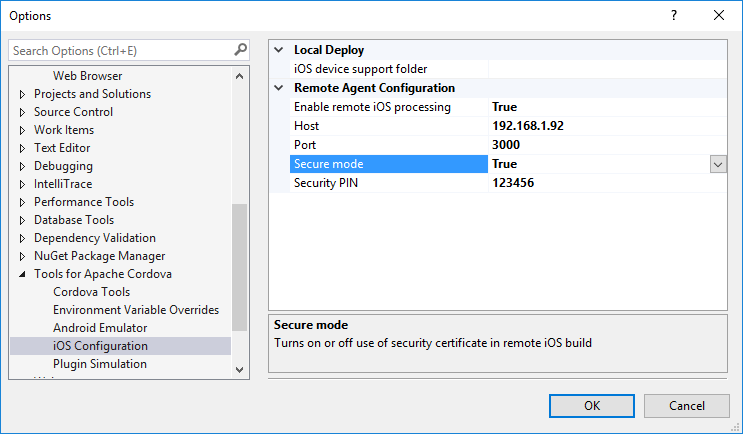 Options
?
Search Options (Ctrl+E)
Web Browser
Projects and Solutions
Source Control
Work Items
Text Editor
Debugging
IntelliTrace
Performance Tools
Database Tools
Dependency Validation
NuGet Package Manager
Tools for Apache Cordova
Cordova Tools
Environment Variable Overrides
Android Emulator
iOS Configuration
Plugin Simulation
Local Deploy
iOS device support folder
Remote Agent Configuration
Enable remote iOS processing True
Host 192.168.1.92
Port 3000
Secure mode True
Security PIN 123456
Secure mode
Turns on or off use of security certificate in remote iOS build
OK Cancel